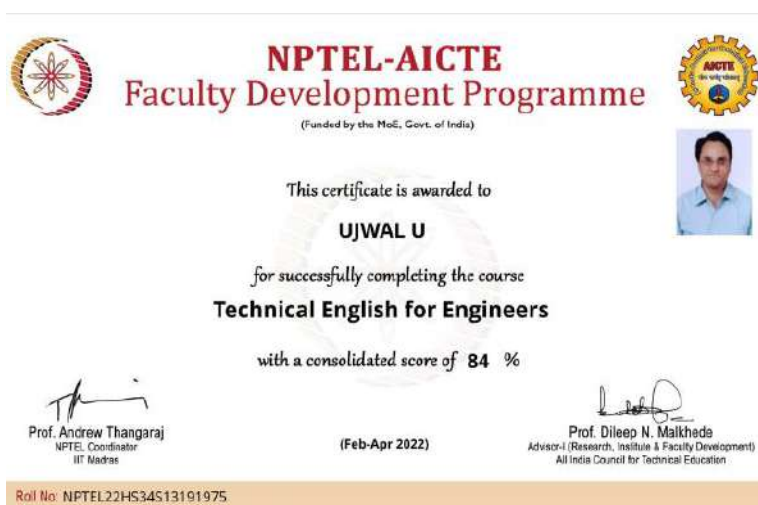 NPTEL-AICTE
Faculty Development Programme
(Funded by the MoE, Govt. of India)
AICTE
This certificate is awarded to
UJWAL U
for successfully completing the course
Technical English for Engineers
with a consolidated score of 84 %
Prof. Andrew Thangaraj
NPTEL Coordinator
IIT Madras
(Feb-Apr 2022)
Prof. Dileep N. Malkhede
Advisor-I (Research, Institute & Faculty Development)
All India Council for Technical Education
Roll No: NPTEL22HS34S13191975